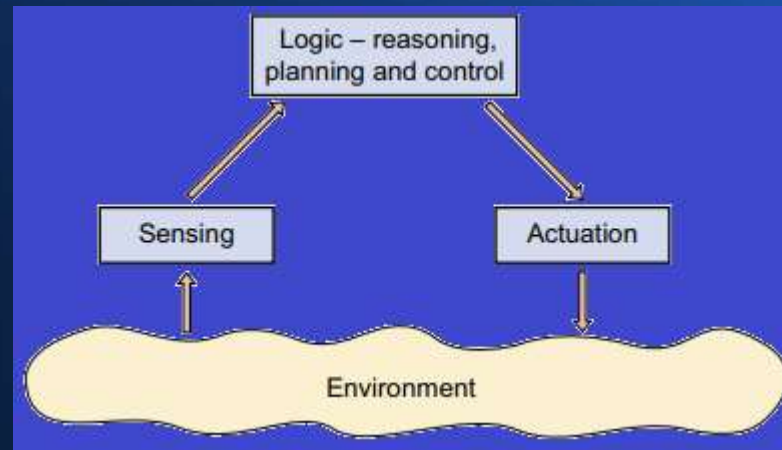 Logic – reasoning,
planning and control
Sensing
Actuation
Environment